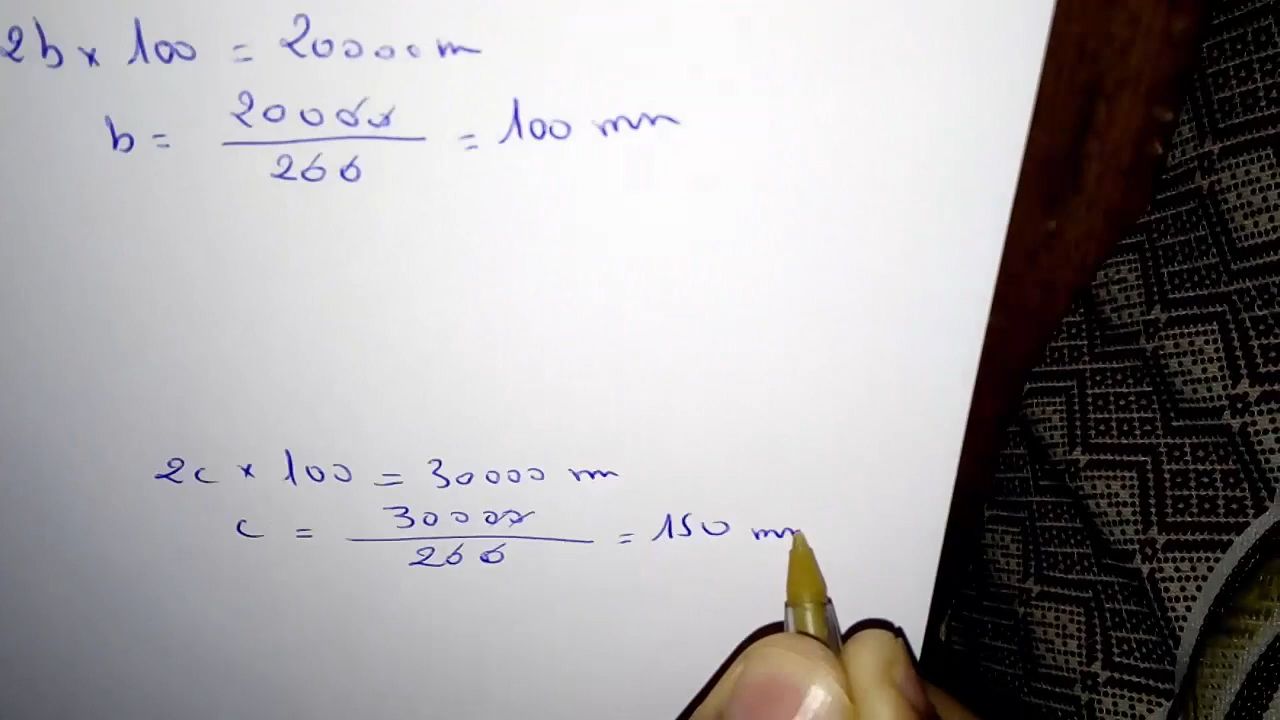 2b × 100 = 20000 m
b = 20000 / 200 = 100 mm
2c × 100 = 30000 m
c = 30000 / 200 = 150 mm